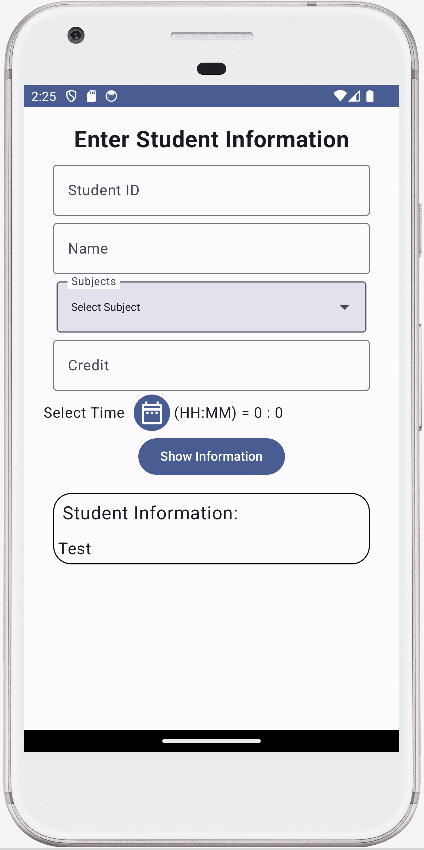 2:25
Enter Student Information
Student ID
Name
Subjects
Select Subject
Credit
Select Time (HH:MM) = 0 : 0
Show Information
Student Information:
Test